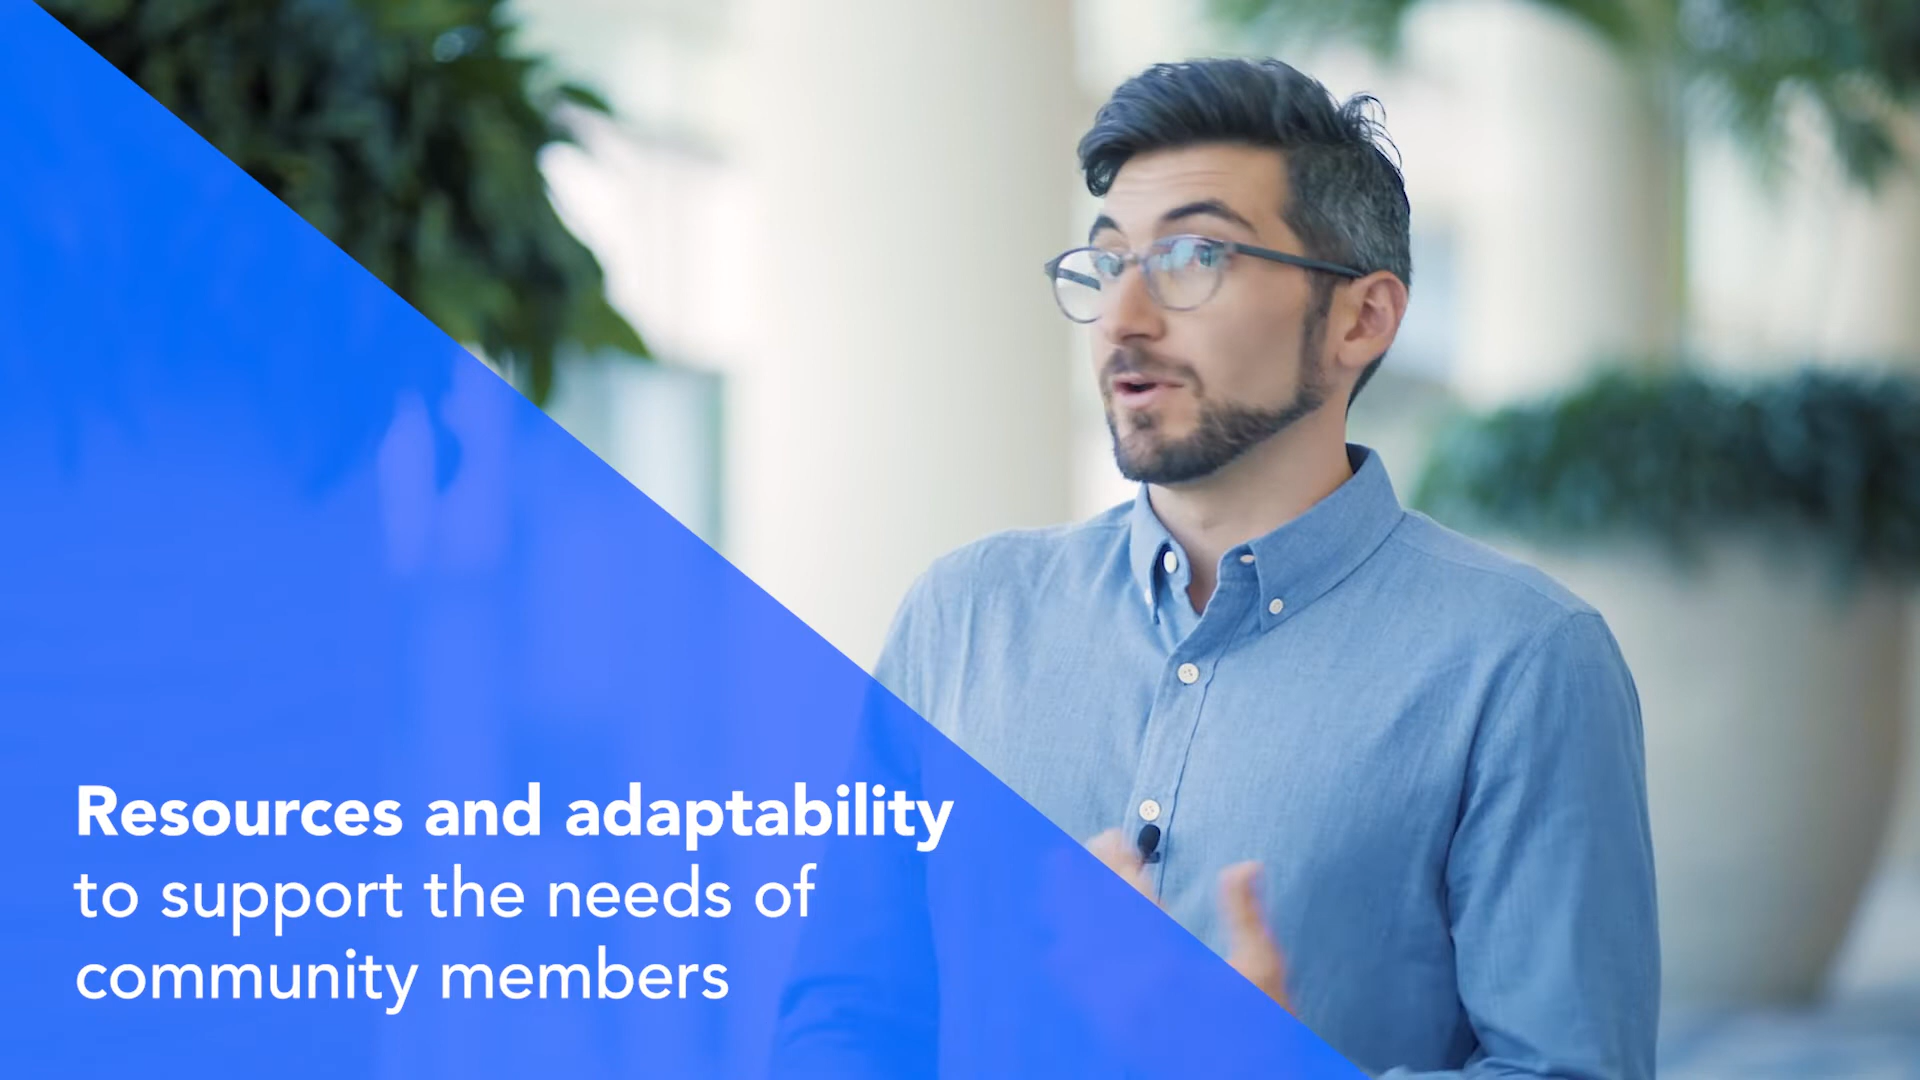 Resources and adaptability
to support the needs of
community members